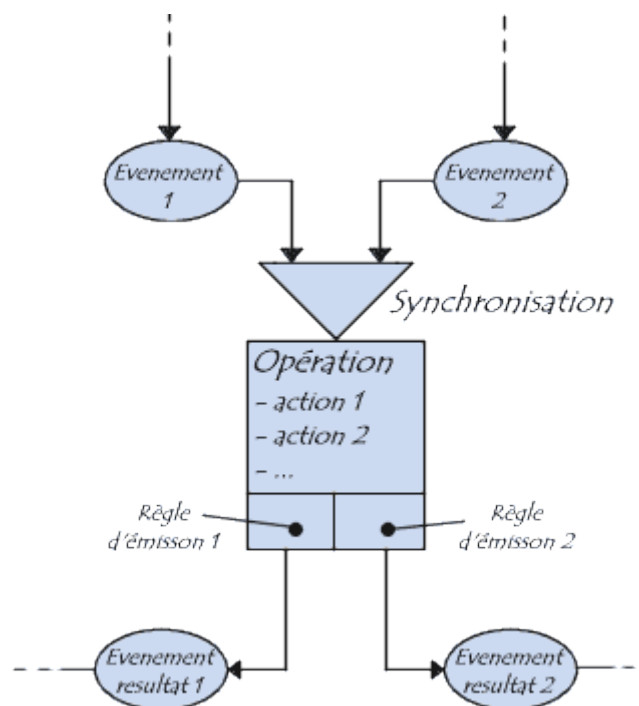 Evenement
1
Evenement
2
Synchronisation
Opération
- action 1
- action 2
- ...
Règle
d'émisson 1
Règle
d'émisson 2
Evenement
resultat 1
Evenement
resultat 2